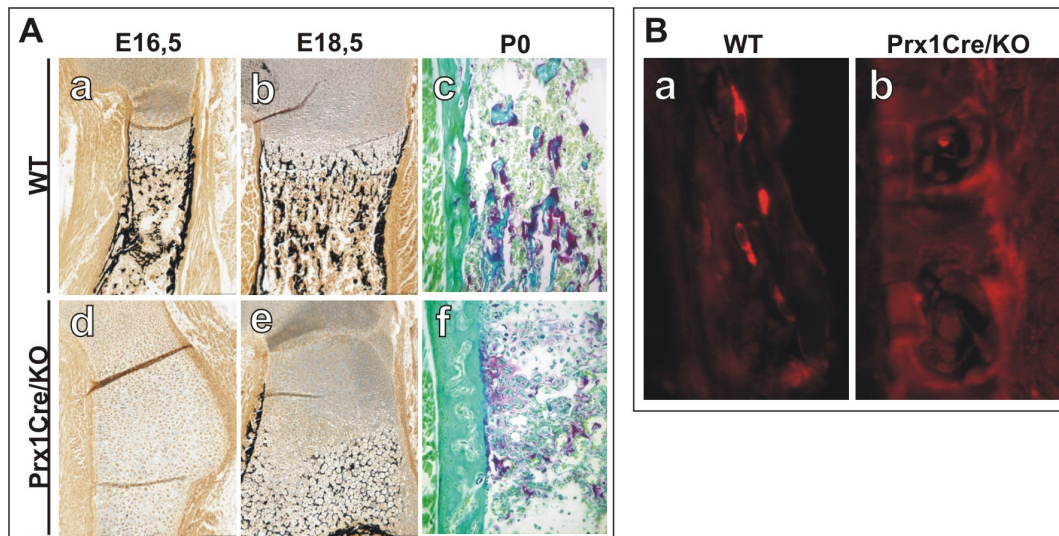 A
E16,5 E18,5 P0
WT
a b c
Prx1Cre/KO
d e f
B
WT Prx1Cre/KO
a b